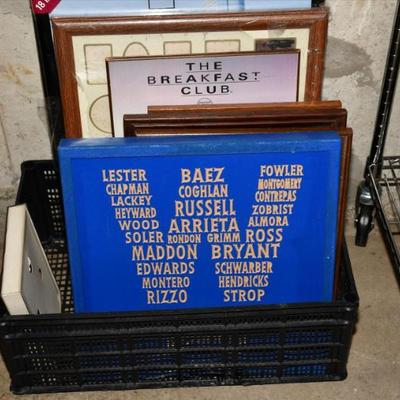 18
THE
BREAKFAST
CLUB
LESTER BAEZ FOWLER
CHAPMAN COGHLAN MONTGOMERY
LACKEY CONTRERAS
HEYWARD RUSSELL ZOBRIST
WOOD ARRIETA ALMORA
SOLER RONDON GRIMM ROSS
MADDON BRYANT
EDWARDS SCHWARBER
MONTERO HENDRICKS
RIZZO STROP